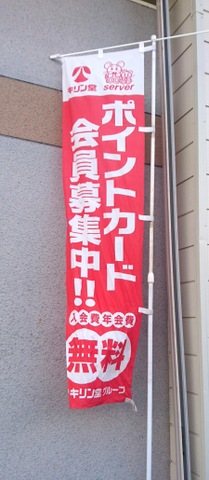 キリン堂 server
ポイントカード
会員募集中!!
入会費年会費
無料
キリン堂グループ